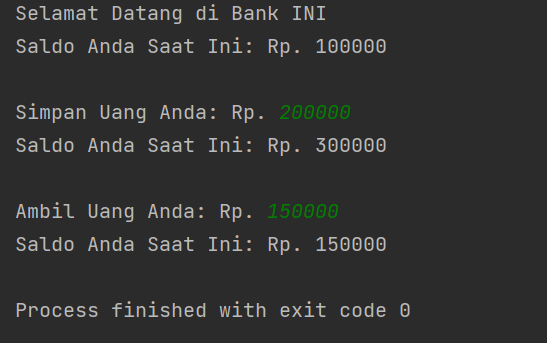 Selamat Datang di Bank INI
Saldo Anda Saat Ini: Rp. 100000
Simpan Uang Anda: Rp. 200000
Saldo Anda Saat Ini: Rp. 300000
Ambil Uang Anda: Rp. 150000
Saldo Anda Saat Ini: Rp. 150000
Process finished with exit code 0